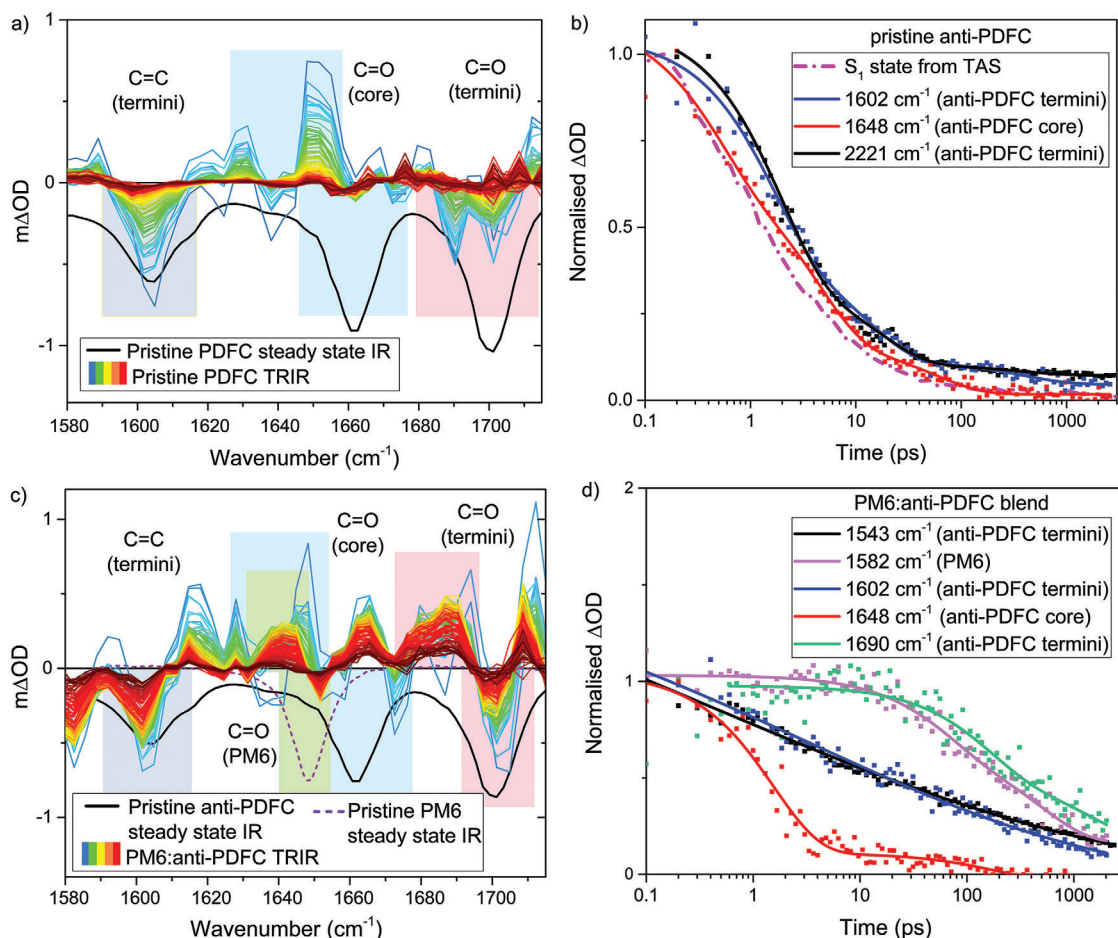 a)
1
0
-1
mΔOD
C=C
(termini)
C=O
(core)
C=O
(termini)
Pristine PDFC steady state IR
Pristine PDFC TRIR
1580 1600 1620 1640 1660 1680 1700
Wavenumber (cm⁻¹)
b)
1.0
0.5
0.0
Normalised ΔOD
pristine anti-PDFC
S₁ state from TAS
1602 cm⁻¹ (anti-PDFC termini)
1648 cm⁻¹ (anti-PDFC core)
2221 cm⁻¹ (anti-PDFC termini)
0.1 1 10 100 1000
Time (ps)
c)
1
0
-1
mΔOD
C=C
(termini)
C=O
(core)
C=O
(termini)
C=O
(PM6)
Pristine anti-PDFC
steady state IR
PM6:anti-PDFC TRIR
Pristine PM6
steady state IR
1580 1600 1620 1640 1660 1680 1700
Wavenumber (cm⁻¹)
d)
2
1
0
Normalised ΔOD
PM6:anti-PDFC blend
1543 cm⁻¹ (anti-PDFC termini)
1582 cm⁻¹ (PM6)
1602 cm⁻¹ (anti-PDFC termini)
1648 cm⁻¹ (anti-PDFC core)
1690 cm⁻¹ (anti-PDFC termini)
0.1 1 10 100 1000
Time (ps)